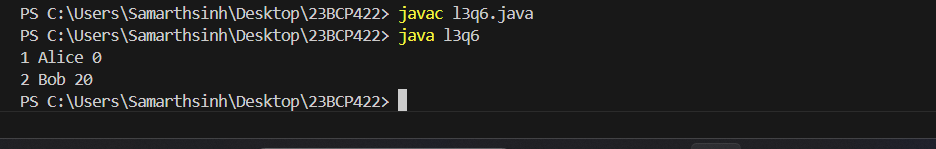 PS C:\Users\Samarthsinh\Desktop\23BCP422> javac l3q6.java
PS C:\Users\Samarthsinh\Desktop\23BCP422> java l3q6
1 Alice 0
2 Bob 20
PS C:\Users\Samarthsinh\Desktop\23BCP422>